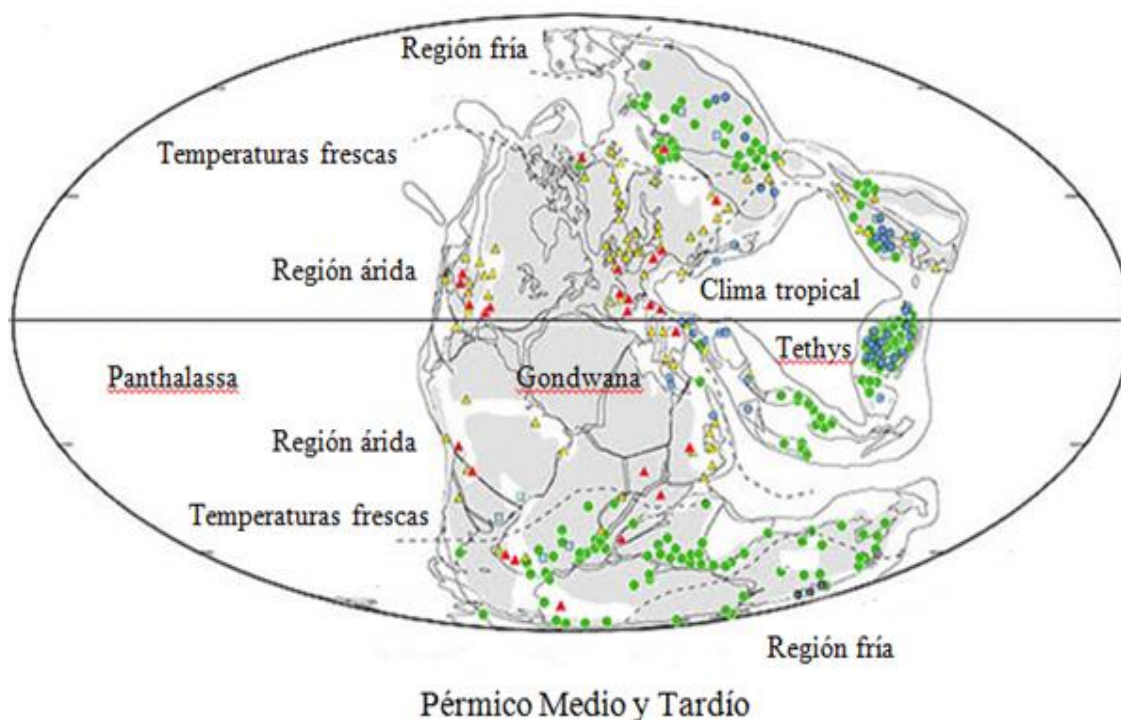 Región fría
Temperaturas frescas
Región árida
Clima tropical
Tethys
Panthalassa
Gondwana
Región árida
Temperaturas frescas
Región fría
Pérmico Medio y Tardío